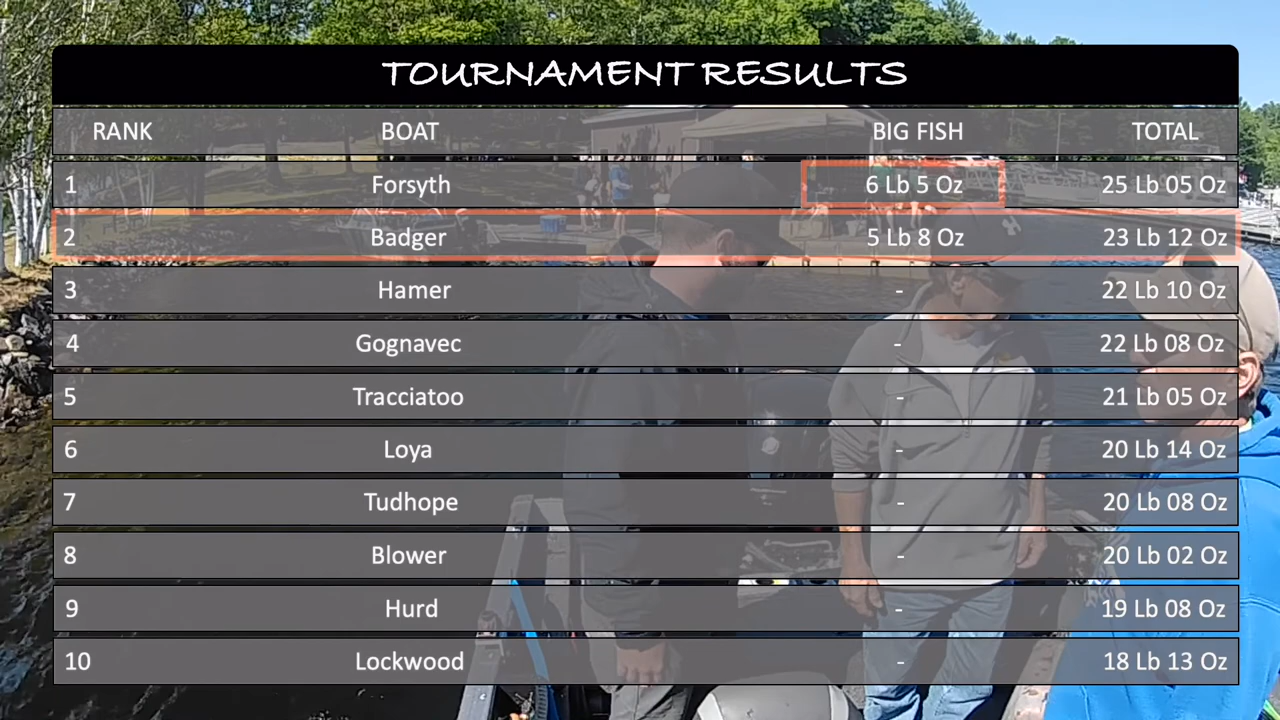 TOURNAMENT RESULTS
RANK BOAT BIG FISH TOTAL
1 Forsyth 6 Lb 5 Oz 25 Lb 05 Oz
2 Badger 5 Lb 8 Oz 23 Lb 12 Oz
3 Hamer - 22 Lb 10 Oz
4 Gognavec - 22 Lb 08 Oz
5 Tracciatoo - 21 Lb 05 Oz
6 Loya - 20 Lb 14 Oz
7 Tudhope - 20 Lb 08 Oz
8 Blower - 20 Lb 02 Oz
9 Hurd - 19 Lb 08 Oz
10 Lockwood - 18 Lb 13 Oz